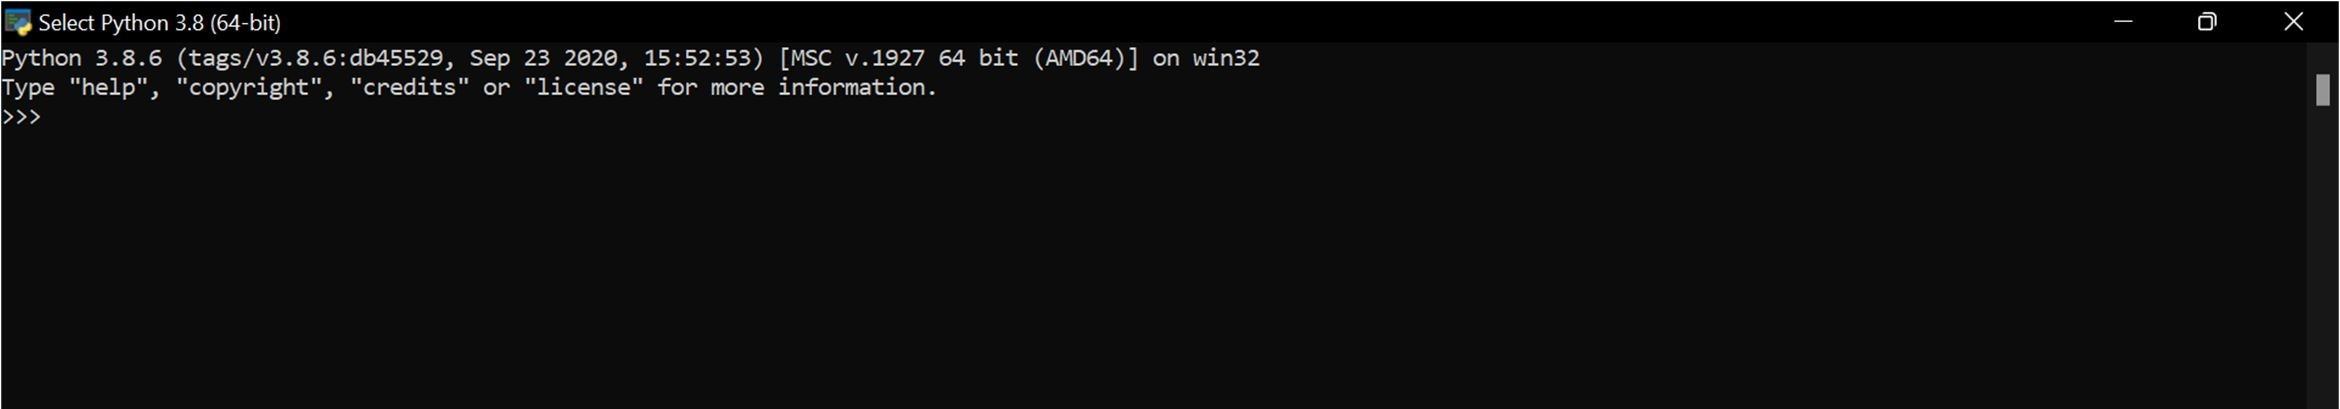 Select Python 3.8 (64-bit)
Python 3.8.6 (tags/v3.8.6:db45529, Sep 23 2020, 15:52:53) [MSC v.1927 64 bit (AMD64)] on win32
Type "help", "copyright", "credits" or "license" for more information.
>>>